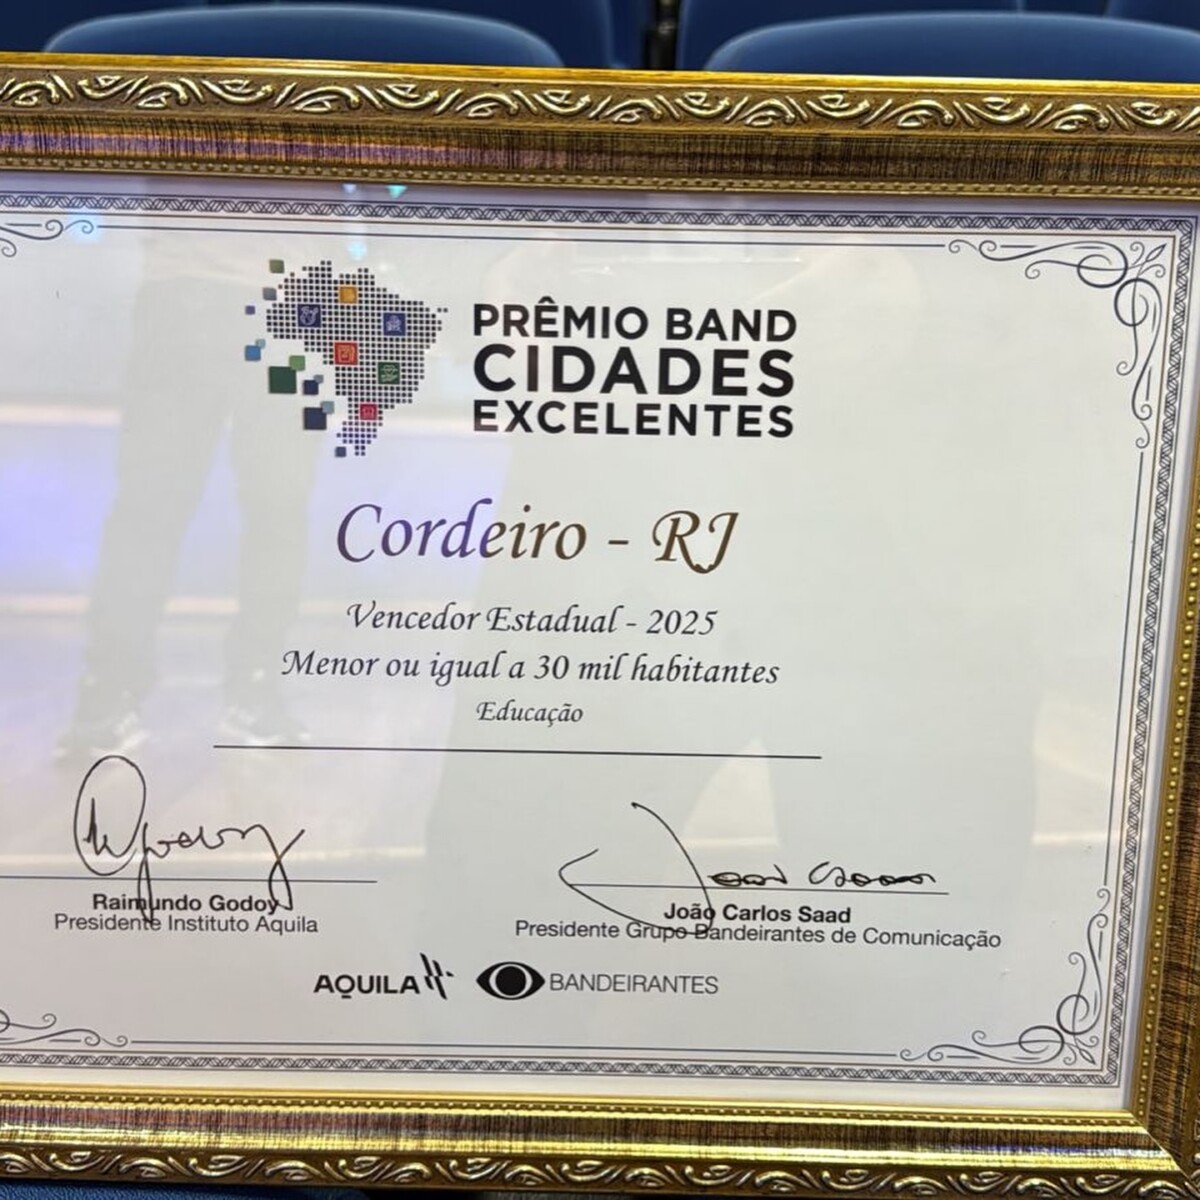 PRÊMIO BAND
CIDADES
EXCELENTES
Cordeiro - RJ
Vencedor Estadual - 2025
Menor ou igual a 30 mil habitantes
Educação
Raimundo Godoy
Presidente Instituto Aquila
João Carlos Saad
Presidente Grupo Bandeirantes de Comunicação
AQUILA
BANDEIRANTES